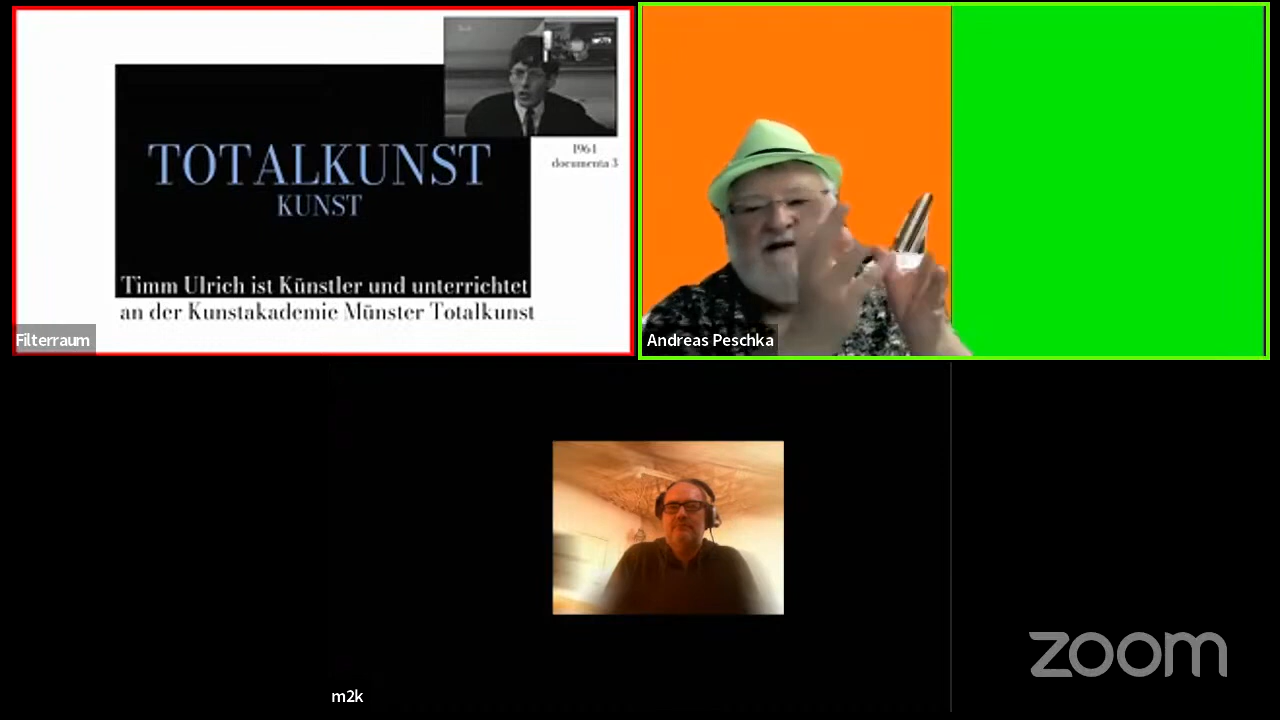 TOTALKUNST
KUNST
1964
documenta 3
Timm Ulrich ist Künstler und unterrichtet
an der Kunstakademie Münster Totalkunst
Filterraum
Andreas Peschka
m2k
zoom